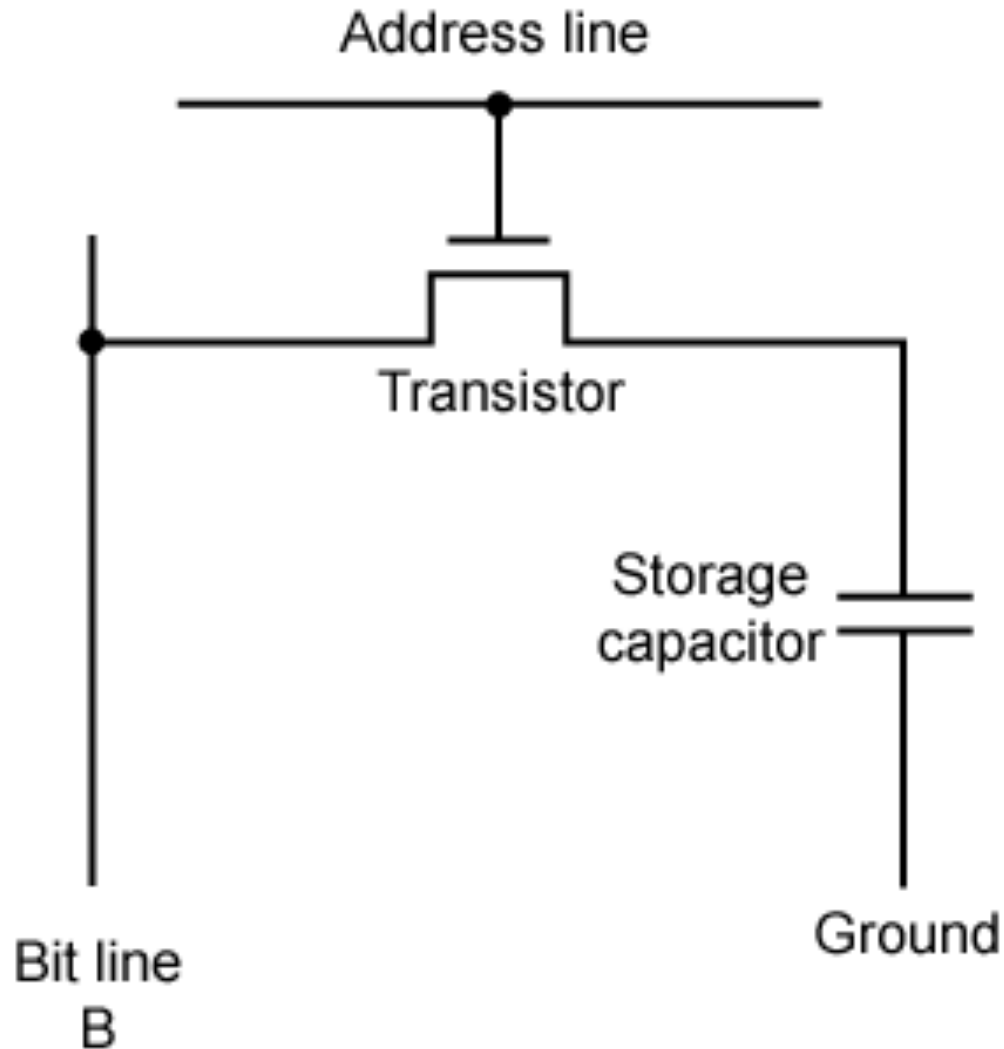 Address line
Transistor
Storage
capacitor
Ground
Bit line
B